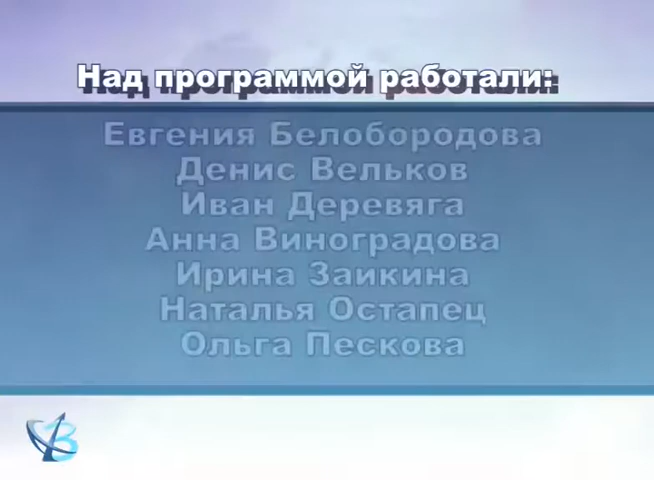 Над программой работали:
Евгения Белобородова
Денис Вельков
Иван Деревяга
Анна Виноградова
Ирина Заикина
Наталья Остапец
Ольга Пескова